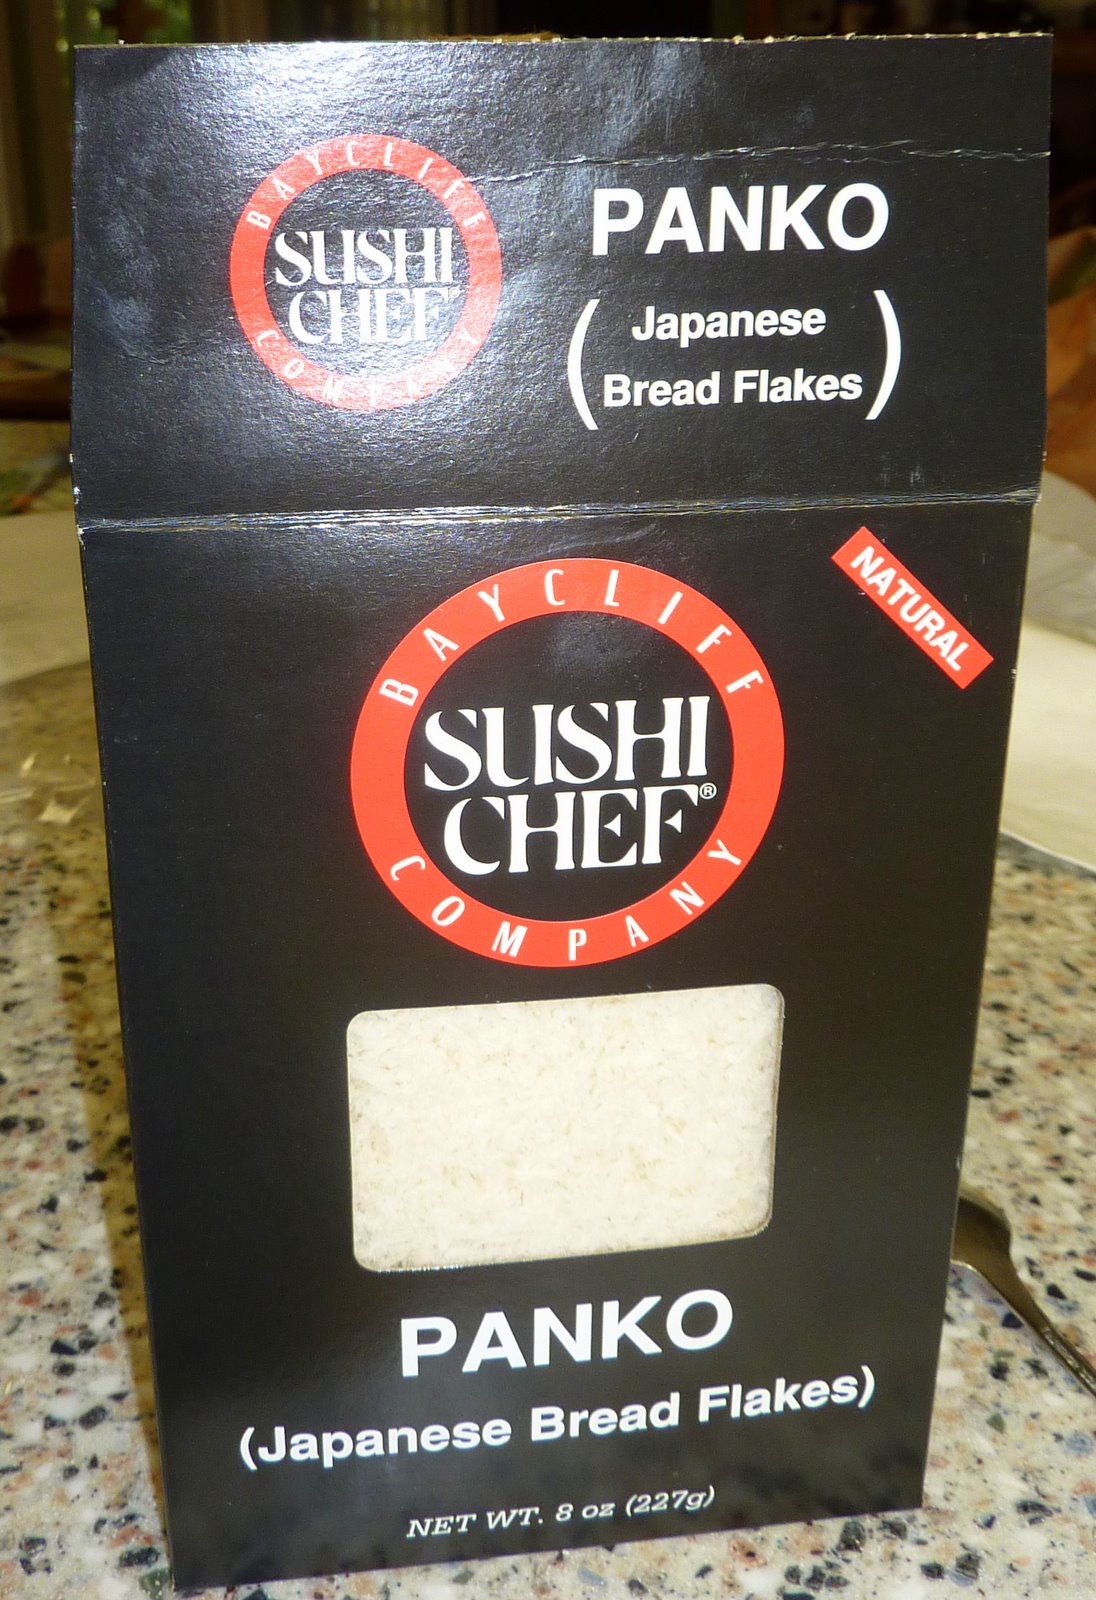 BAYCLIFF
SUSHI
CHEF®
COMPANY
PANKO
(Japanese
Bread Flakes)
NATURAL
BAYCLIFF
SUSHI
CHEF®
COMPANY
PANKO
(Japanese Bread Flakes)
NET WT. 8 oz (227g)